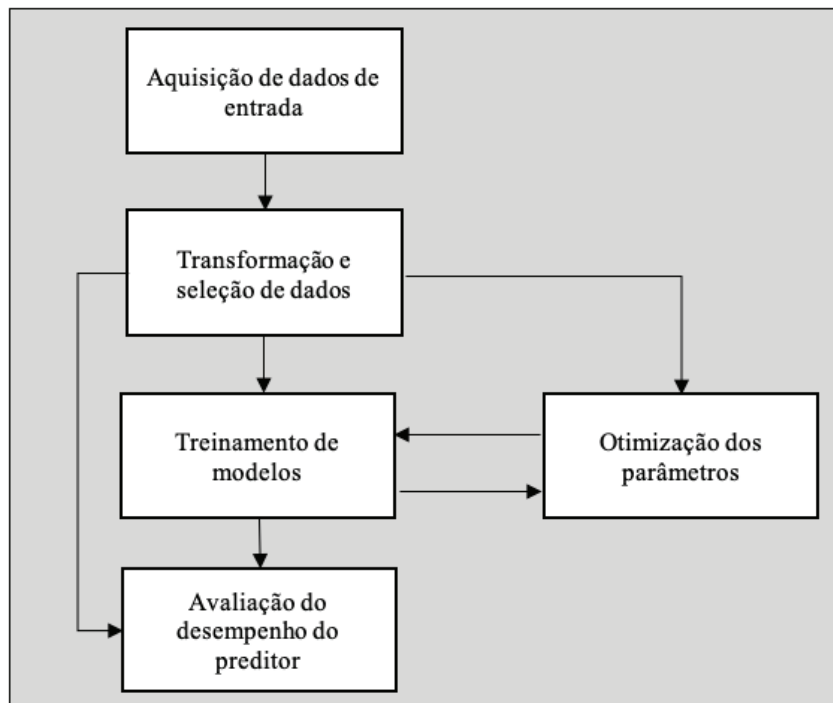 Aquisição de dados de
entrada
Transformação e
seleção de dados
Treinamento de
modelos
Otimização dos
parâmetros
Avaliação do
desempenho do
preditor